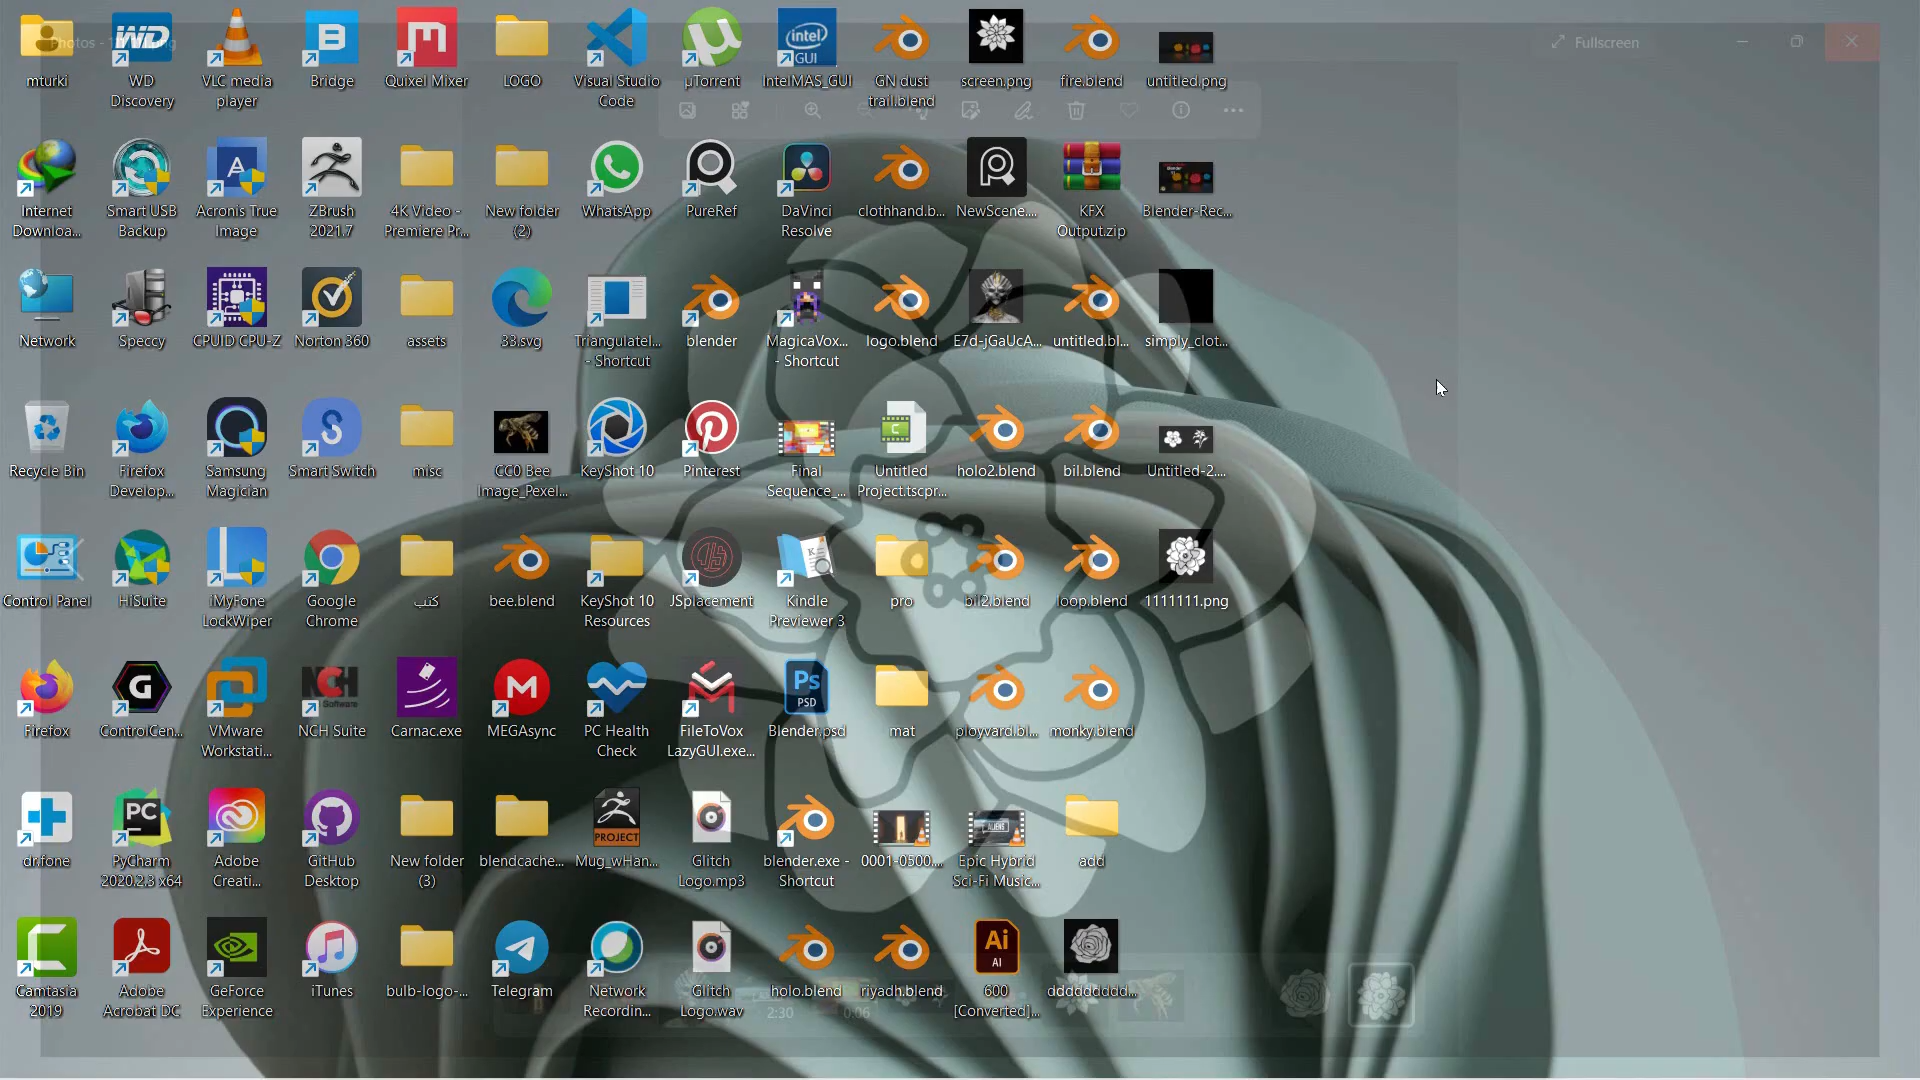 Photos -
Fullscreen
mturki
WD
Discovery
VLC media
player
Bridge
Quixel Mixer
LOGO
Visual Studio
Code
µTorrent
IntelMAS_GUI
GN dust
trail.blend
screen.png
fire.blend
untitled.png
Internet
Downloa...
Smart USB
Backup
Acronis True
Image
ZBrush
2021.7
4K Video -
Premiere Pr...
New folder
(2)
WhatsApp
PureRef
DaVinci
Resolve
clothhand.b...
NewScene....
KFX
Output.zip
Blender-Rec...
Network
Speccy
CPUID CPU-Z
Norton 360
assets
33.svg
Triangulatel...
- Shortcut
blender
MagicaVox...
- Shortcut
logo.blend
E7d-jGaUcA...
untitled.bl...
simply_clot...
Recycle Bin
Firefox
Develop...
Samsung
Magician
Smart Switch
misc
CC0 Bee
Image_Pexel...
KeyShot 10
Pinterest
Final
Sequence_...
Untitled
Project.tscpr...
holo2.blend
bil.blend
Untitled-2....
Control Panel
HiSuite
iMyFone
LockWiper
Google
Chrome
كتب
bee.blend
KeyShot 10
Resources
JSplacement
Kindle
Previewer 3
pro
bil2.blend
loop.blend
1111111.png
Firefox
ControlCen...
VMware
Workstati...
NCH Suite
Carnac.exe
MEGAsync
PC Health
Check
FileToVox
LazyGUI.exe...
Blender.psd
mat
ployvard.bl...
monky.blend
dr.fone
PyCharm
2020.2.3 x64
Adobe
Creati...
GitHub
Desktop
New folder
(3)
blendcache...
Mug_wHan...
Glitch
Logo.mp3
blender.exe -
Shortcut
0001-0500....
Epic Hybrid
Sci-Fi Music...
add
Camtasia
2019
Adobe
Acrobat DC
GeForce
Experience
iTunes
bulb-logo-...
Telegram
Network
Recordin...
Glitch
Logo.wav
holo.blend
riyadh.blend
600
[Converted]...
ddddddddd...
2:30
0:06